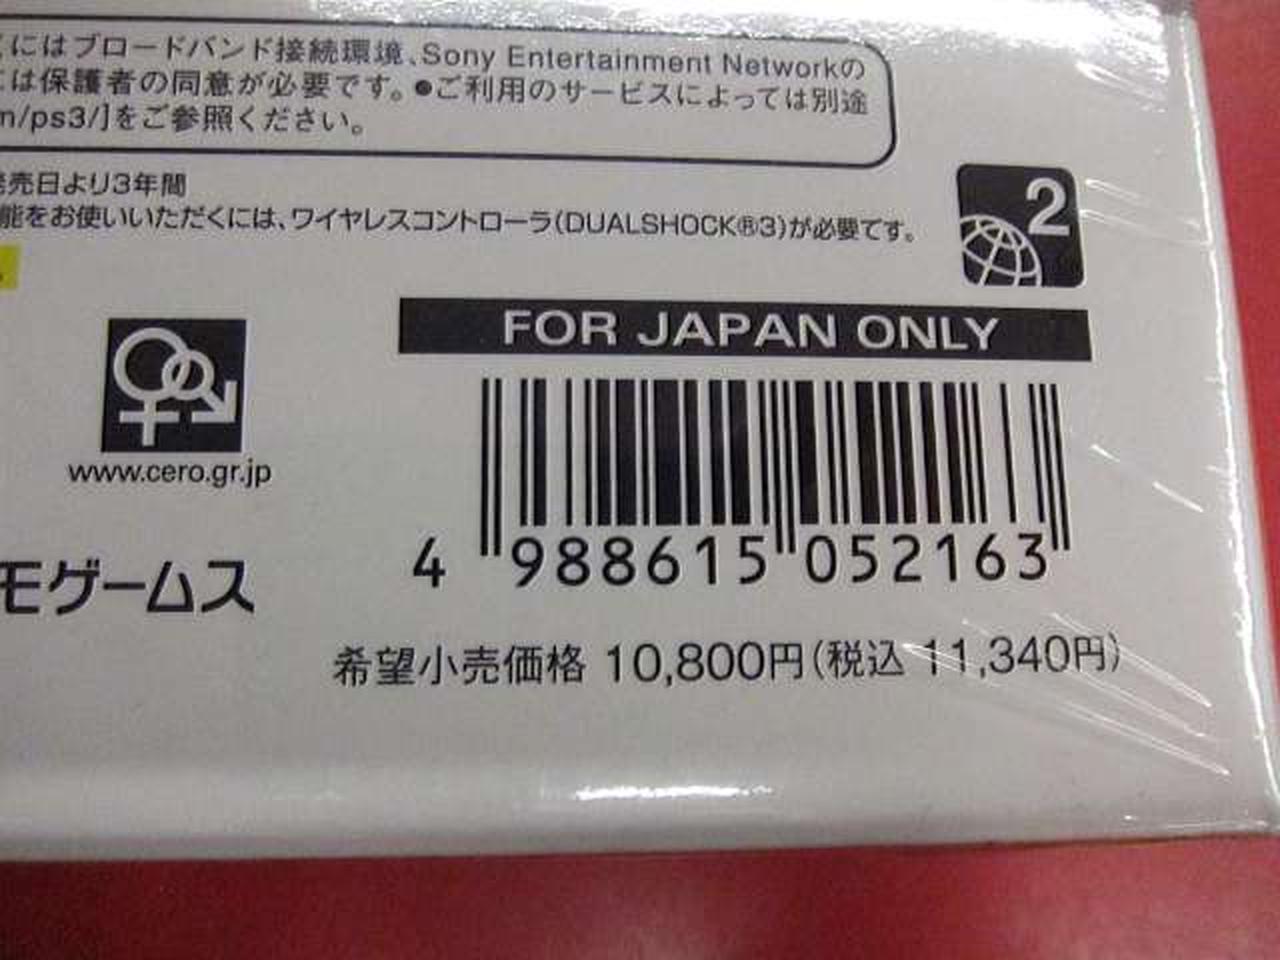 にはブロードバンド接続環境、Sony Entertainment Networkの
には保護者の同意が必要です。●ご利用のサービスによっては別途
m/ps3/]をご参照ください。
発売日より3年間
能をお使いいただくには、ワイヤレスコントローラ(DUALSHOCK®3)が必要です。
2
FOR JAPAN ONLY
www.cero.gr.jp
4 988615 052163
モゲームス
希望小売価格 10,800円(税込 11,340円)